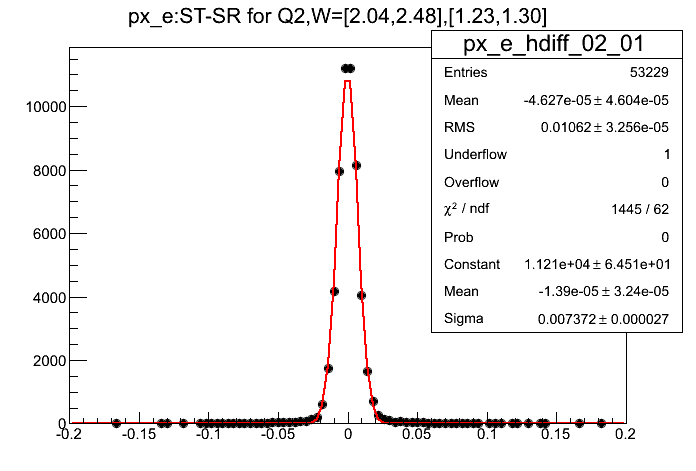 px_e:ST-SR for Q2,W=[2.04,2.48],[1.23,1.30]
px_e_hdiff_02_01
Entries 53229
Mean -4.627e-05 ± 4.604e-05
RMS 0.01062 ± 3.256e-05
Underflow 1
Overflow 0
χ² / ndf 1445 / 62
Prob 0
Constant 1.121e+04 ± 6.451e+01
Mean -1.39e-05 ± 3.24e-05
Sigma 0.007372 ± 0.000027
10000
8000
6000
4000
2000
0
-0.2 -0.15 -0.1 -0.05 0 0.05 0.1 0.15 0.2